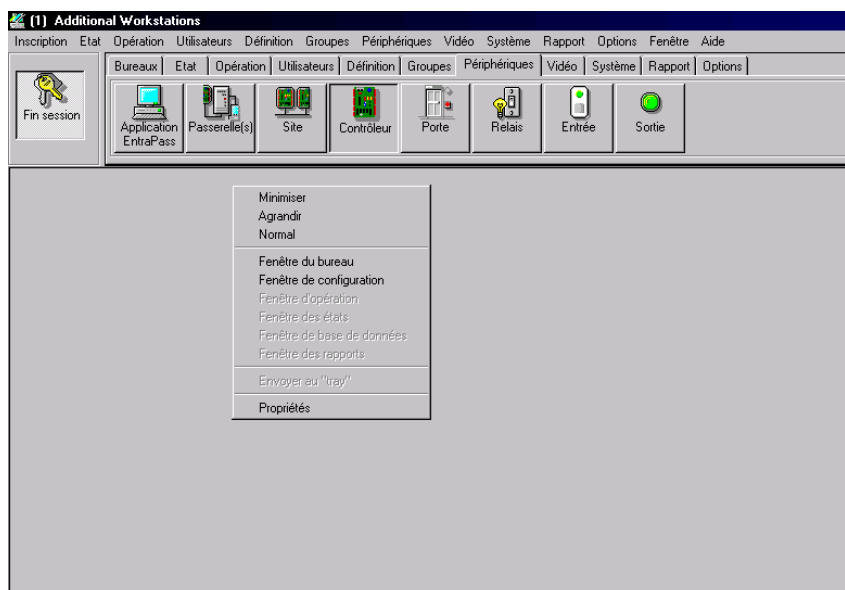 (1) Additional Workstations
Inscription Etat Opération Utilisateurs Définition Groupes Périphériques Vidéo Système Rapport Options Fenêtre Aide
Fin session
Bureaux Etat Opération Utilisateurs Définition Groupes Périphériques Vidéo Système Rapport Options
Application EntraPass
Passerelle(s)
Site
Contrôleur
Porte
Relais
Entrée
Sortie
Minimiser
Agrandir
Normal
Fenêtre du bureau
Fenêtre de configuration
Fenêtre d'opération
Fenêtre des états
Fenêtre de base de données
Fenêtre des rapports
Envoyer au "tray"
Propriétés